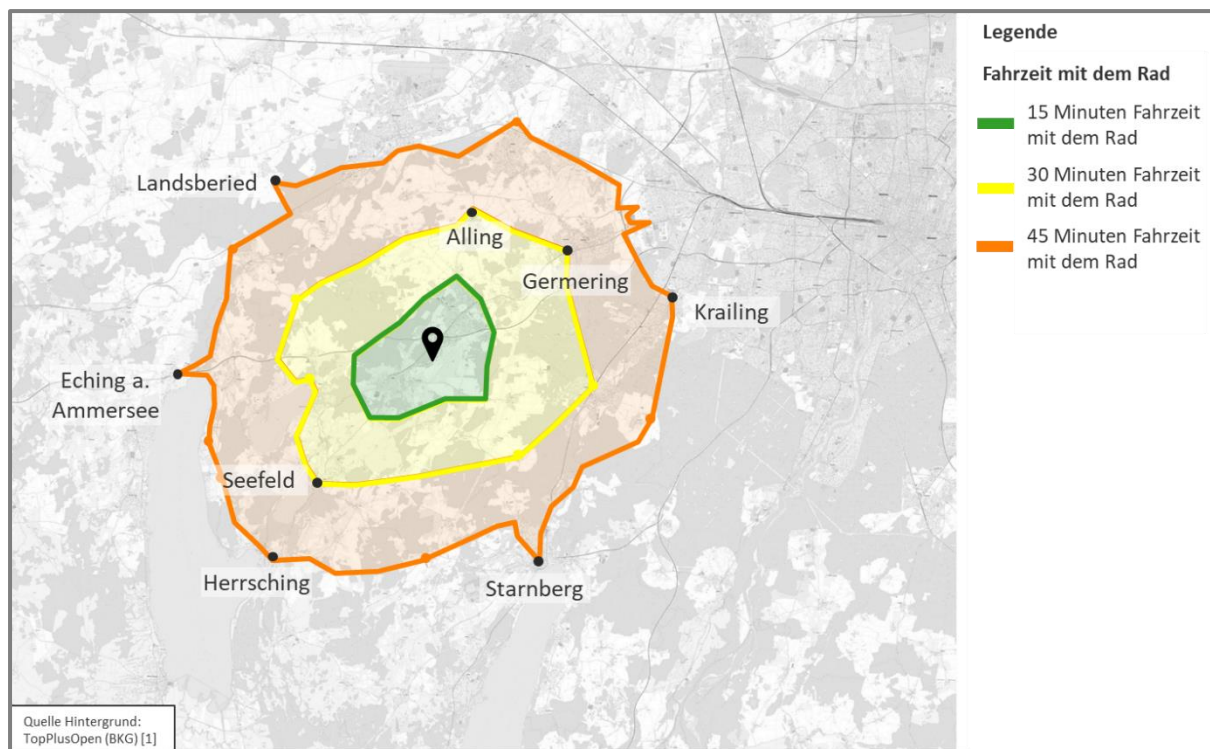 Landsberied
Alling
Germering
Krailing
Eching a.
Ammersee
Seefeld
Herrsching
Starnberg
Quelle Hintergrund:
TopPlusOpen (BKG) [1]
Legende
Fahrzeit mit dem Rad
15 Minuten Fahrzeit
mit dem Rad
30 Minuten Fahrzeit
mit dem Rad
45 Minuten Fahrzeit
mit dem Rad